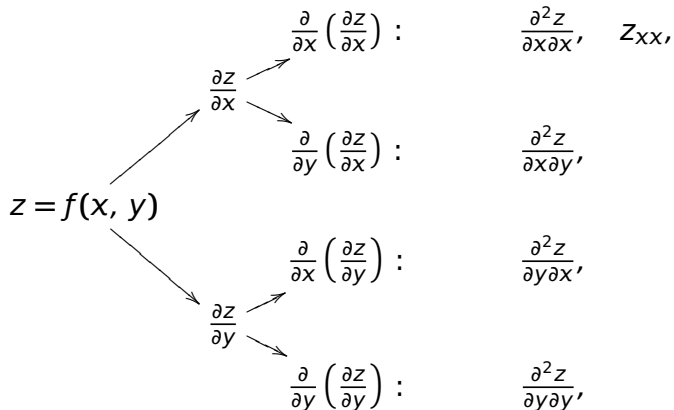 ∂/∂x (∂z/∂x) : ∂²z/∂x∂x, z_xx,
∂z/∂x
∂/∂y (∂z/∂x) : ∂²z/∂x∂y,
z = f(x, y)
∂/∂x (∂z/∂y) : ∂²z/∂y∂x,
∂z/∂y
∂/∂y (∂z/∂y) : ∂²z/∂y∂y,